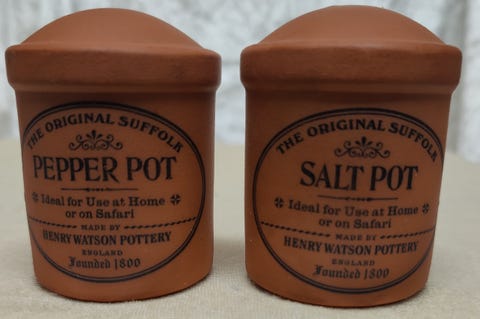 THE ORIGINAL SUFFOLK
PEPPER POT
Ideal for Use at Home
or on Safari
MADE BY
HENRY WATSON POTTERY
ENGLAND
Founded 1800
THE ORIGINAL SUFFOLK
SALT POT
Ideal for Use at Home
or on Safari
MADE BY
HENRY WATSON POTTERY
ENGLAND
Founded 1800